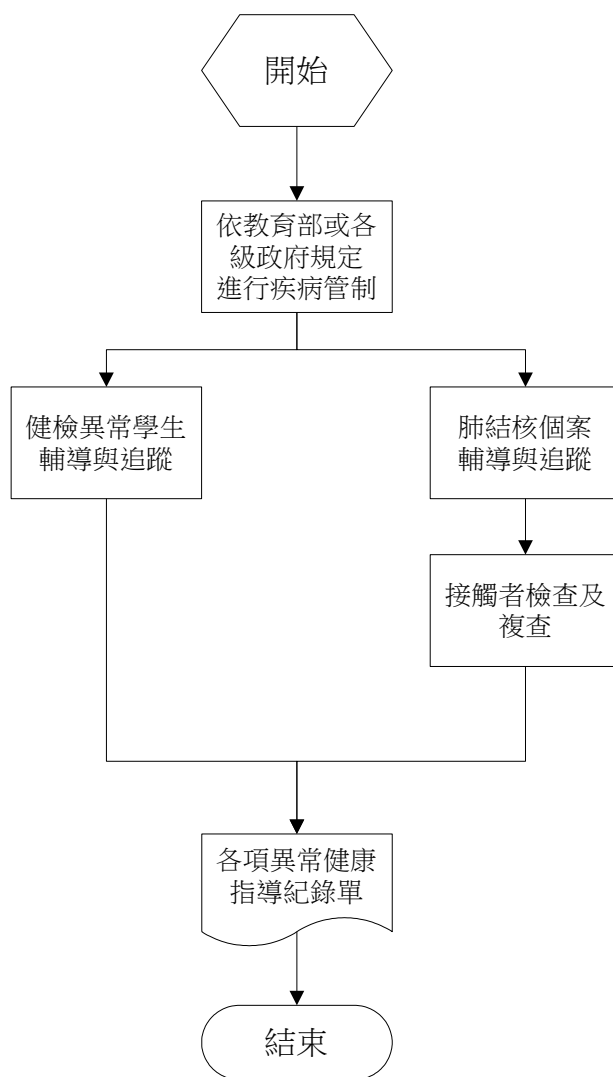 開始
依教育部或各
級政府規定
進行疾病管制
健檢異常學生
輔導與追蹤
肺結核個案
輔導與追蹤
接觸者檢查及
複查
各項異常健康
指導紀錄單
結束